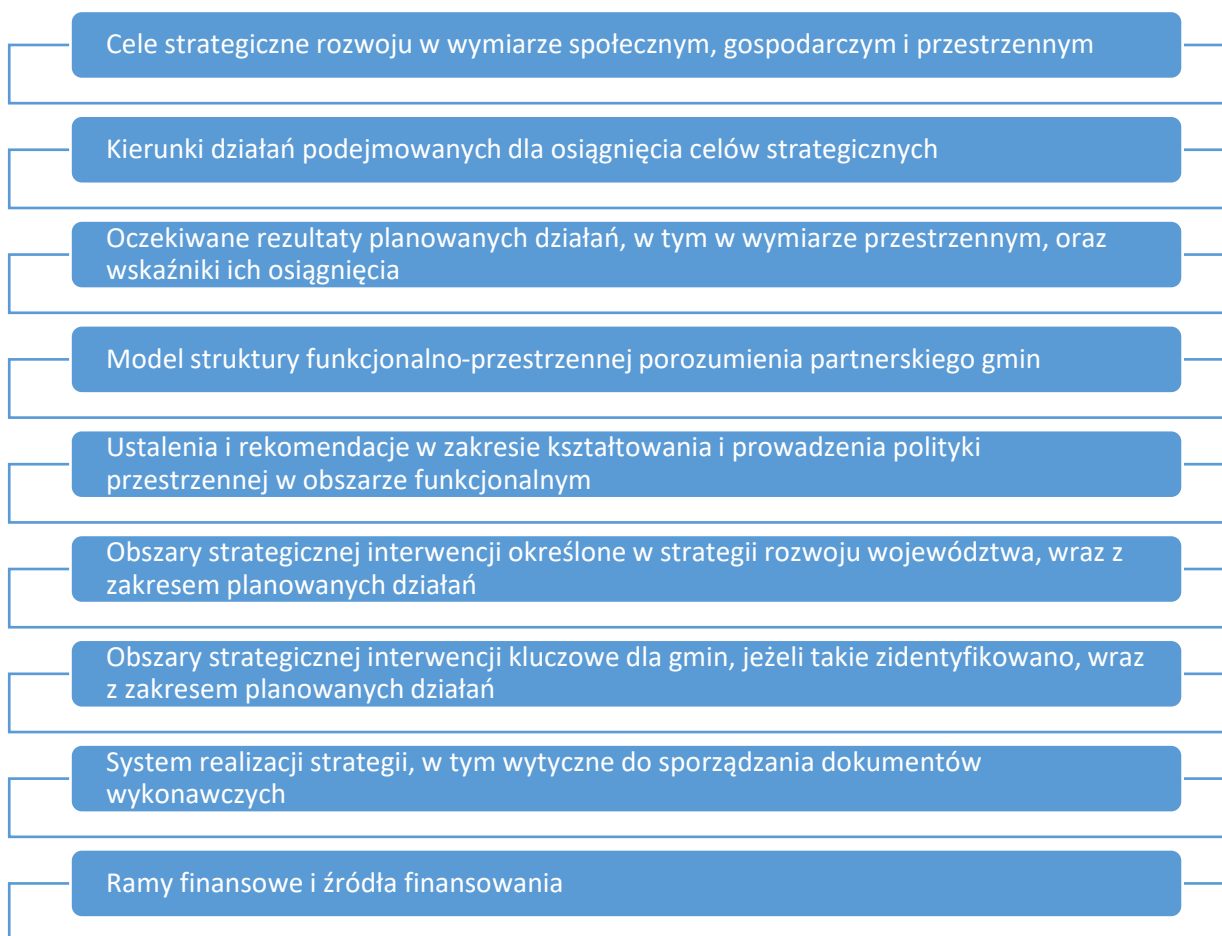 Cele strategiczne rozwoju w wymiarze społecznym, gospodarczym i przestrzennym
Kierunki działań podejmowanych dla osiągnięcia celów strategicznych
Oczekiwane rezultaty planowanych działań, w tym w wymiarze przestrzennym, oraz
wskaźniki ich osiągnięcia
Model struktury funkcjonalno-przestrzennej porozumienia partnerskiego gmin
Ustalenia i rekomendacje w zakresie kształtowania i prowadzenia polityki
przestrzennej w obszarze funkcjonalnym
Obszary strategicznej interwencji określone w strategii rozwoju województwa, wraz z
zakresem planowanych działań
Obszary strategicznej interwencji kluczowe dla gmin, jeżeli takie zidentyfikowano, wraz
z zakresem planowanych działań
System realizacji strategii, w tym wytyczne do sporządzania dokumentów
wykonawczych
Ramy finansowe i źródła finansowania